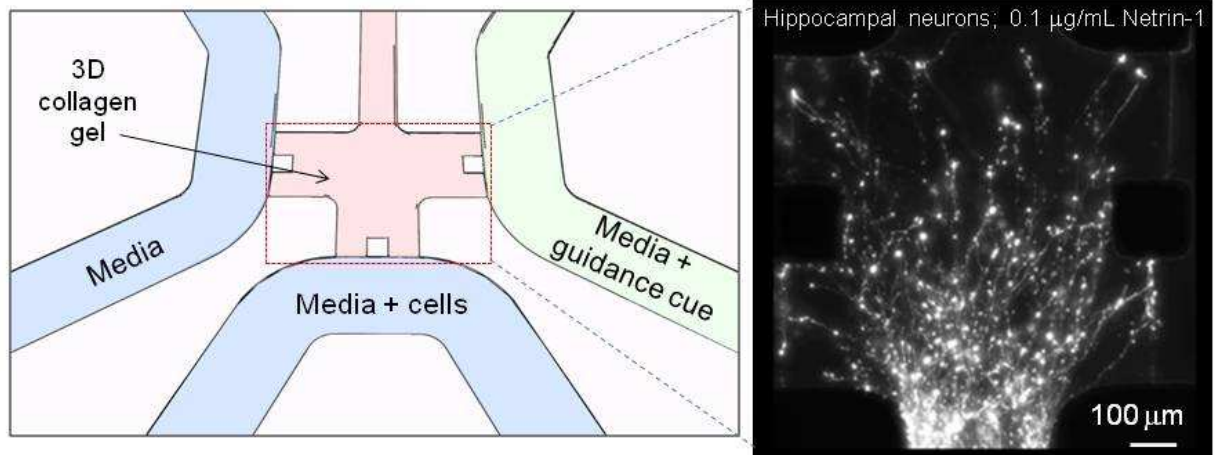 3D
collagen
gel
Media
Media + cells
Media +
guidance cue
Hippocampal neurons; 0.1 μg/mL Netrin-1
100 μm